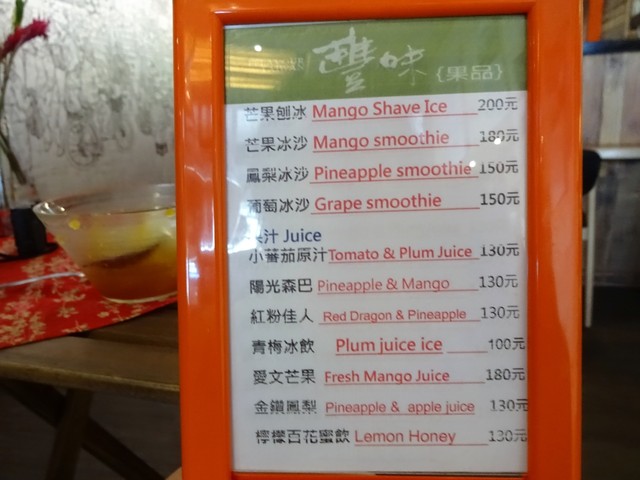 豐味{果品}
芒果刨冰 Mango Shave Ice 200元
芒果冰沙 Mango smoothie 180元
鳳梨冰沙 Pineapple smoothie 150元
葡萄冰沙 Grape smoothie 150元
果汁 Juice
小蕃茄原汁 Tomato & Plum Juice 130元
陽光森巴 Pineapple & Mango 130元
紅粉佳人 Red Dragon & Pineapple 130元
青梅冰飲 Plum juice ice 100元
愛文芒果 Fresh Mango Juice 180元
金鑽鳳梨 Pineapple & apple juice 130元
檸檬百花蜜飲 Lemon Honey 130元